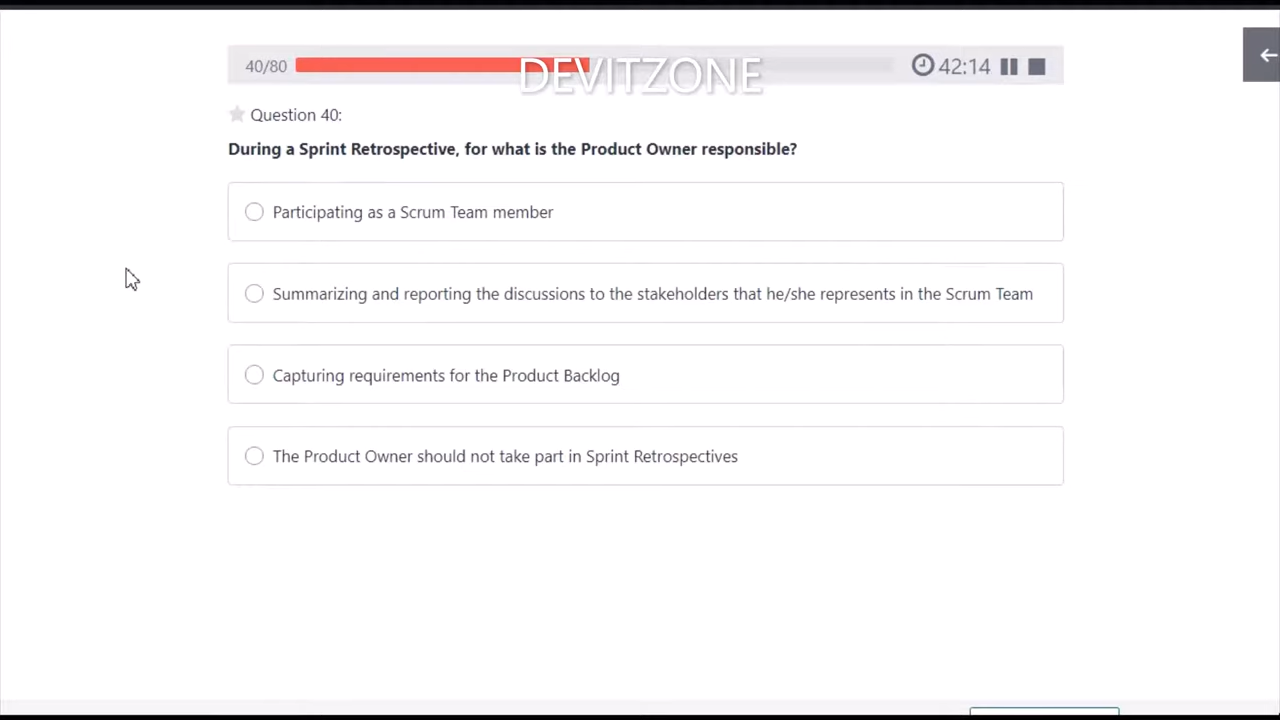 40/80
DEVITZONE
42:14
Question 40:
During a Sprint Retrospective, for what is the Product Owner responsible?
Participating as a Scrum Team member
Summarizing and reporting the discussions to the stakeholders that he/she represents in the Scrum Team
Capturing requirements for the Product Backlog
The Product Owner should not take part in Sprint Retrospectives